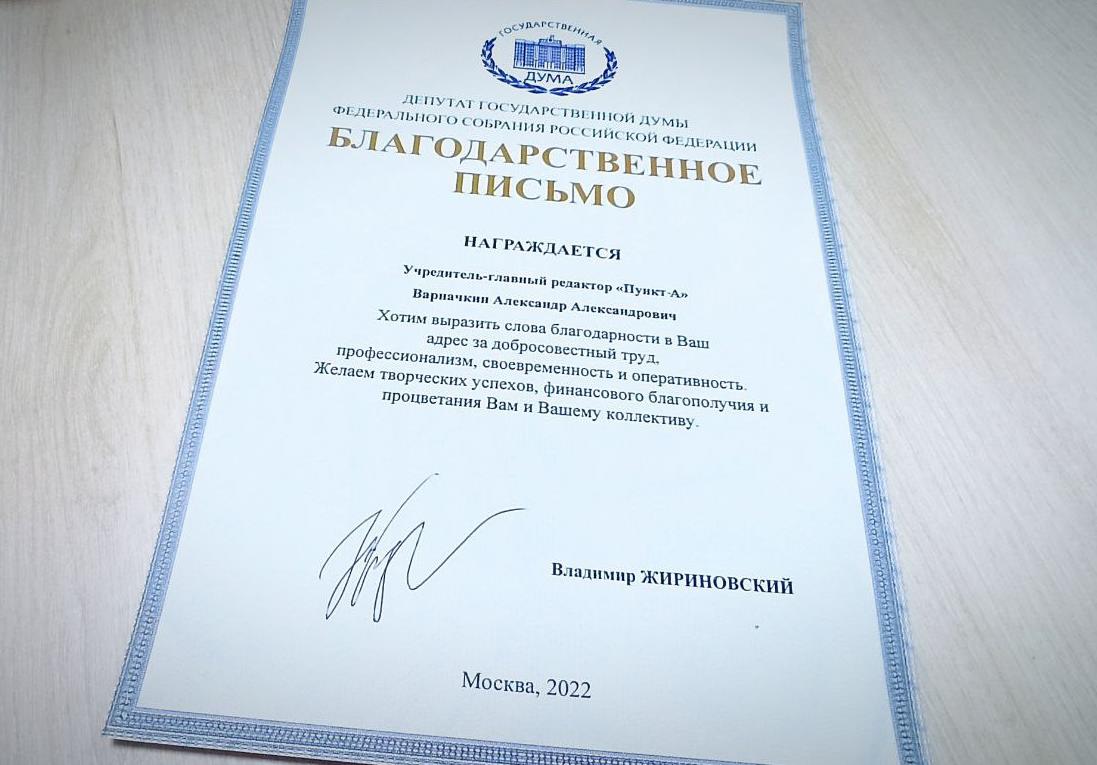 ГОСУДАРСТВЕННАЯ
ДУМА
ДЕПУТАТ ГОСУДАРСТВЕННОЙ ДУМЫ
ФЕДЕРАЛЬНОГО СОБРАНИЯ РОССИЙСКОЙ ФЕДЕРАЦИИ
БЛАГОДАРСТВЕННОЕ
ПИСЬМО
НАГРАЖДАЕТСЯ
Учредитель-главный редактор «Пункт-А»
Варначкин Александр Александрович
Хотим выразить слова благодарности в Ваш
адрес за добросовестный труд,
профессионализм, своевременность и оперативность.
Желаем творческих успехов, финансового благополучия и
процветания Вам и Вашему коллективу.
Владимир ЖИРИНОВСКИЙ
Москва, 2022